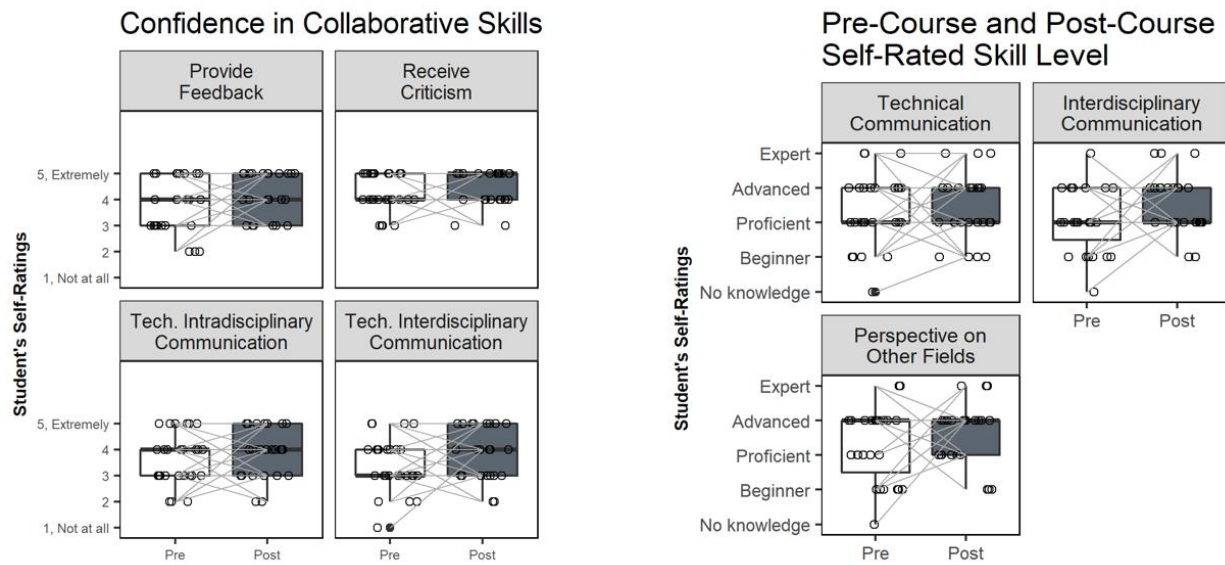 Confidence in Collaborative Skills
Provide
Feedback
Receive
Criticism
5, Extremely
4
3
2
1, Not at all
Tech. Intradisciplinary
Communication
Tech. Interdisciplinary
Communication
5, Extremely
4
3
2
1, Not at all
Pre
Post
Pre
Post
Student's Self-Ratings
Pre-Course and Post-Course
Self-Rated Skill Level
Technical
Communication
Interdisciplinary
Communication
Expert
Advanced
Proficient
Beginner
No knowledge
Pre
Post
Perspective on
Other Fields
Expert
Advanced
Proficient
Beginner
No knowledge
Pre
Post
Student's Self-Ratings